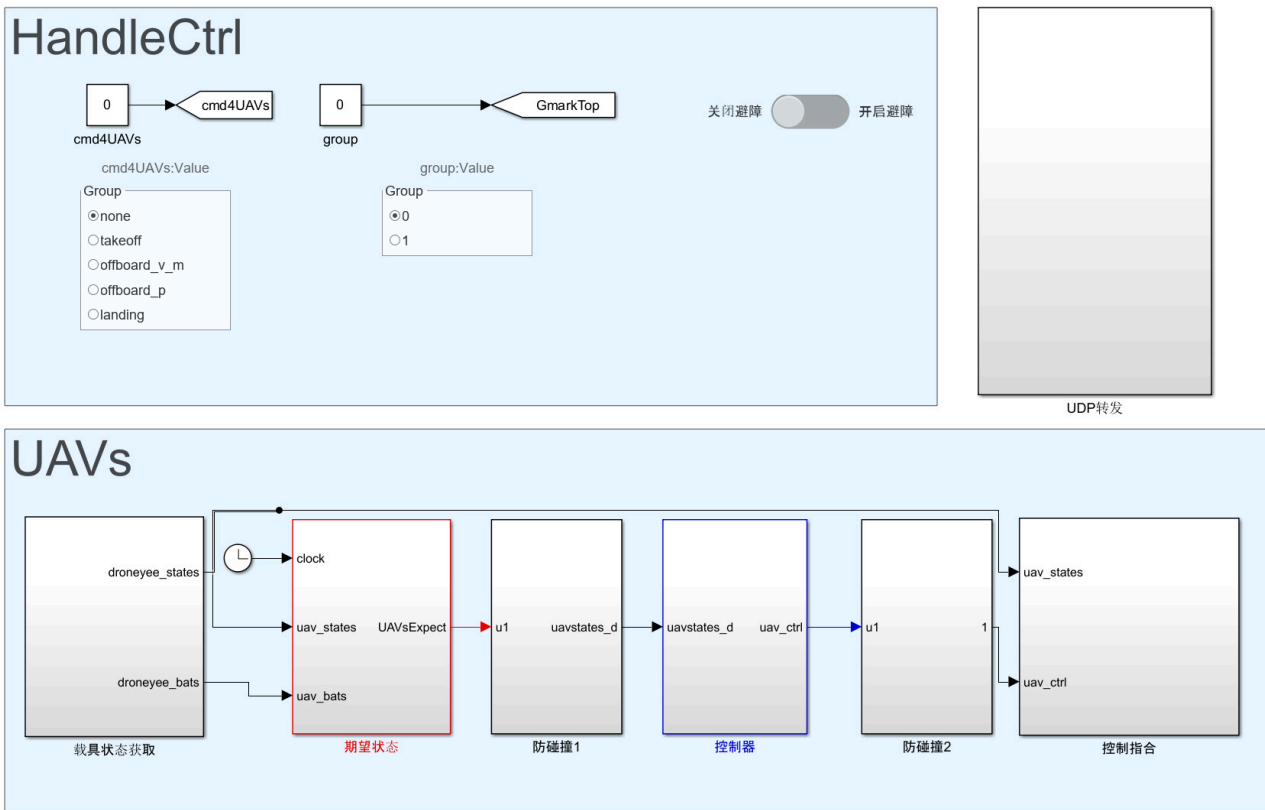 HandleCtrl
0
cmd4UAVs
cmd4UAVs
0
GmarkTop
group
关闭避障
开启避障
cmd4UAVs:Value
Group
none
takeoff
offboard_v_m
offboard_p
landing
group:Value
Group
0
1
UDP转发
UAVs
droneyee_states
droneyee_bats
载具状态获取
clock
uav_states
UAVsExpect
uav_bats
期望状态
u1
uavstates_d
防碰撞1
uavstates_d
uav_ctrl
控制器
u1
1
防碰撞2
uav_states
uav_ctrl
控制指合